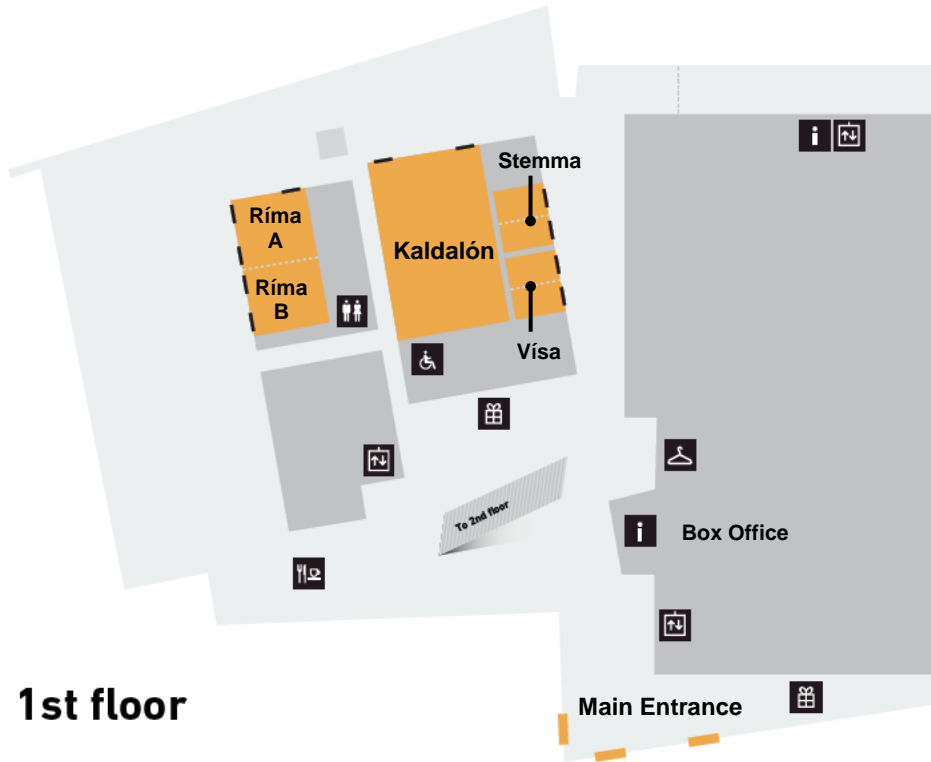 Stemma
Ríma
A
Kaldalón
Ríma
B
Vísa
To 2nd floor
Box Office
1st floor
Main Entrance